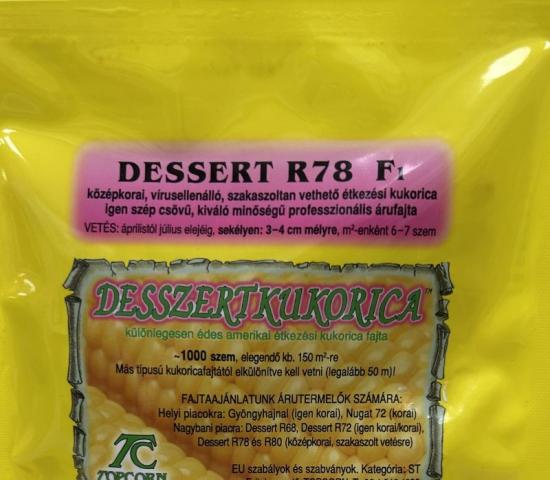 DESSERT R78 F1
középkorai, vírusellenálló, szakaszoltan vethető étkezési kukorica
igen szép csövű, kiváló minőségű professzionális árufajta
VETÉS: áprilistól július elejéig, sekélyen: 3-4 cm mélyre, m²-enként 6-7 szem
DESSZERTKUKORICA™
különlegesen édes amerikai étkezési kukorica fajta
~1000 szem, elegendő kb. 150 m²-re
Más típusú kukoricafajtától elkülönítve kell vetni (legalább 50 m)!
FAJTAAJÁNLATUNK ÁRUTERMELŐK SZÁMÁRA:
Helyi piacokra: Gyöngyhajnal (igen korai), Nugat 72 (korai)
Nagybani piacra: Dessert R68, Dessert R72 (igen korai/korai),
Dessert R78 és R80 (középkorai, szakaszolt vetésre)
TC
TOPCORN
EU szabályok és szabványok. Kategória: ST